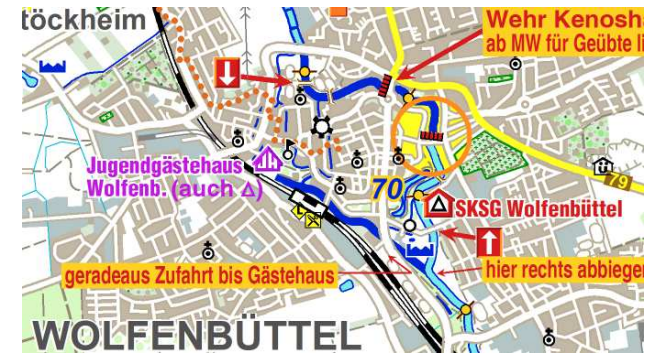 töckheim
Wehr Kenosha
ab MW für Geübte li
Jugendgästehaus
Wolfenb. (auch △)
70
79
SKSG Wolfenbüttel
geradeaus Zufahrt bis Gästehaus
hier rechts abbiegen
WOLFENBÜTTEL